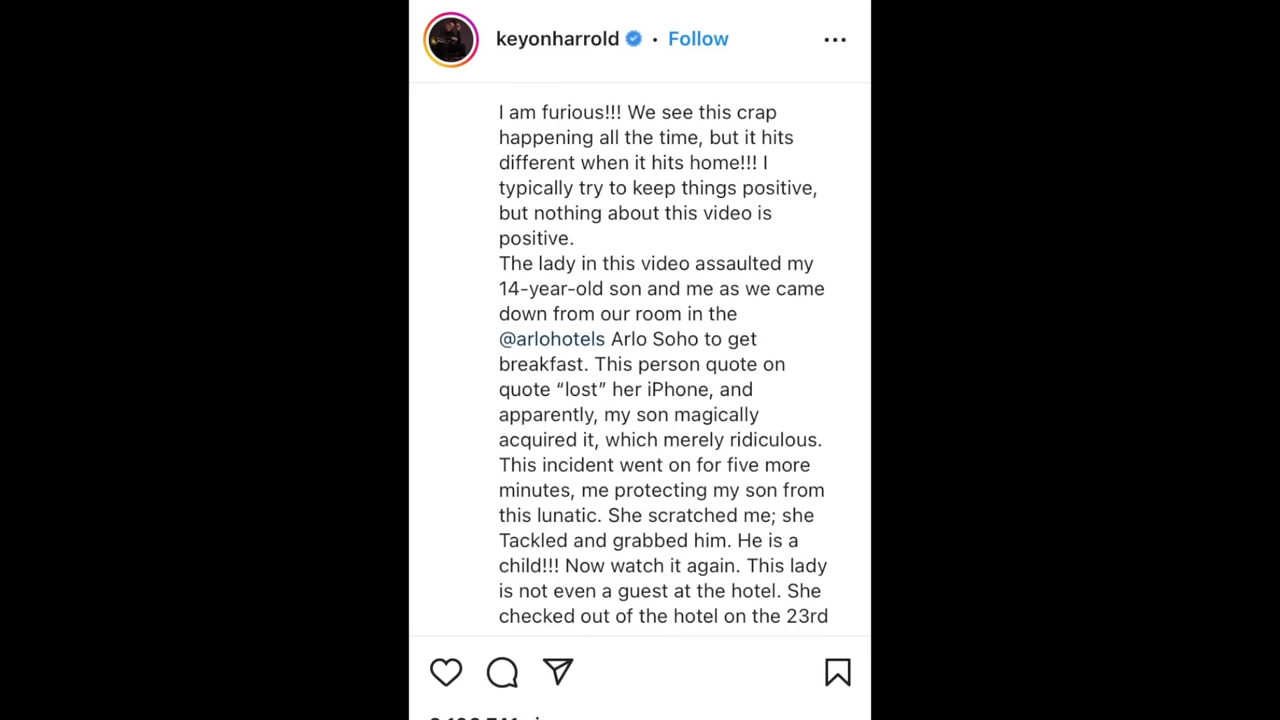 keyonharrold · Follow
I am furious!!! We see this crap
happening all the time, but it hits
different when it hits home!!! I
typically try to keep things positive,
but nothing about this video is
positive.
The lady in this video assaulted my
14-year-old son and me as we came
down from our room in the
@arlohotels Arlo Soho to get
breakfast. This person quote on
quote “lost” her iPhone, and
apparently, my son magically
acquired it, which merely ridiculous.
This incident went on for five more
minutes, me protecting my son from
this lunatic. She scratched me; she
Tackled and grabbed him. He is a
child!!! Now watch it again. This lady
is not even a guest at the hotel. She
checked out of the hotel on the 23rd